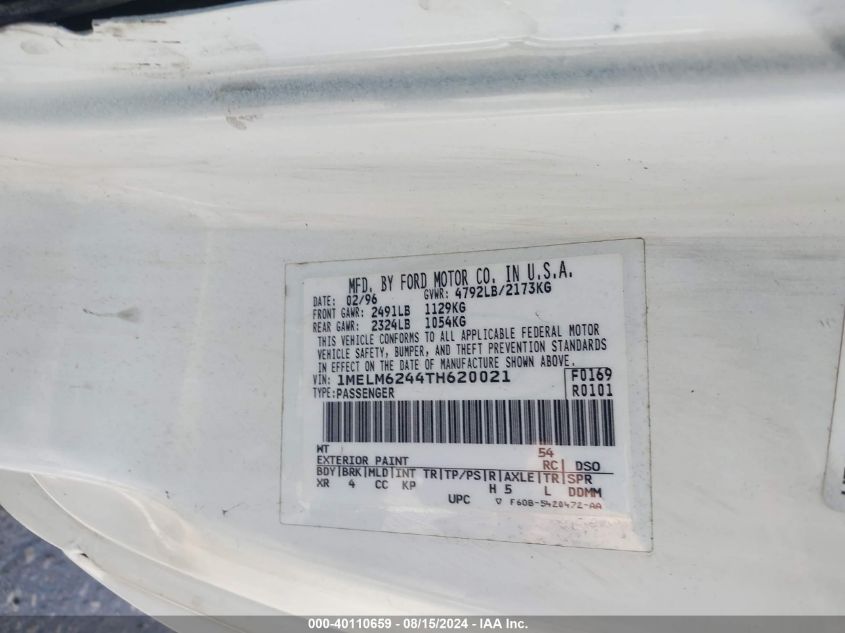 MFD. BY FORD MOTOR CO. IN U.S.A.
DATE: 02/96 GVWR: 4792LB/2173KG
FRONT GAWR: 2491LB 1129KG
REAR GAWR: 2324LB 1054KG
THIS VEHICLE CONFORMS TO ALL APPLICABLE FEDERAL MOTOR
VEHICLE SAFETY, BUMPER, AND THEFT PREVENTION STANDARDS
IN EFFECT ON THE DATE OF MANUFACTURE SHOWN ABOVE.
VIN: 1MELM6244TH620021 F0169
TYPE: PASSENGER R0101
WT 54
EXTERIOR PAINT RC DSO
BDY BRK MLD INT TR TP/PS R AXLE TR SPR
XR 4 CC KP H 5 L DDMM
UPC ▽ F6OB-5420472-AA
000-40110659 - 08/15/2024 - IAA Inc.